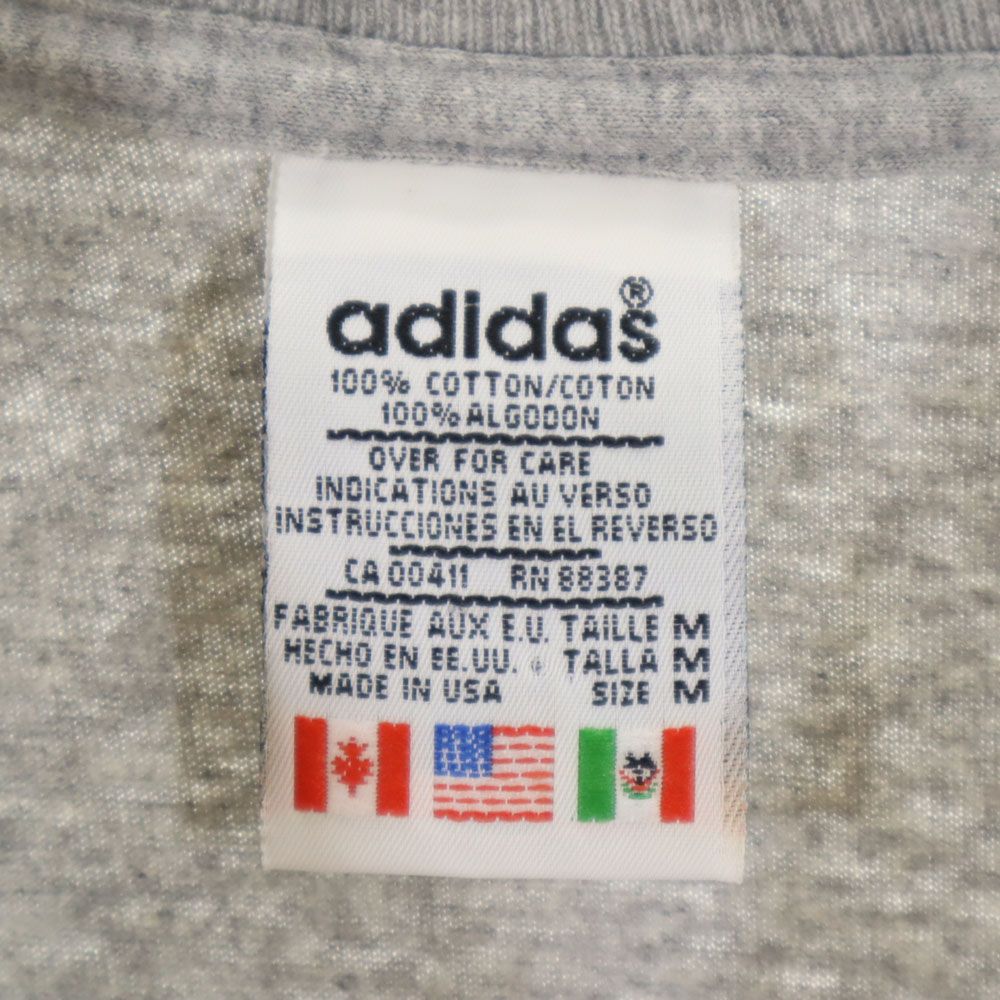 adidas®
100% COTTON/COTON
100% ALGODON
OVER FOR CARE
INDICATIONS AU VERSO
INSTRUCCIONES EN EL REVERSO
CA 00411 RN 88387
FABRIQUE AUX E.U. TAILLE M
HECHO EN EE.UU. TALLA M
MADE IN USA SIZE M